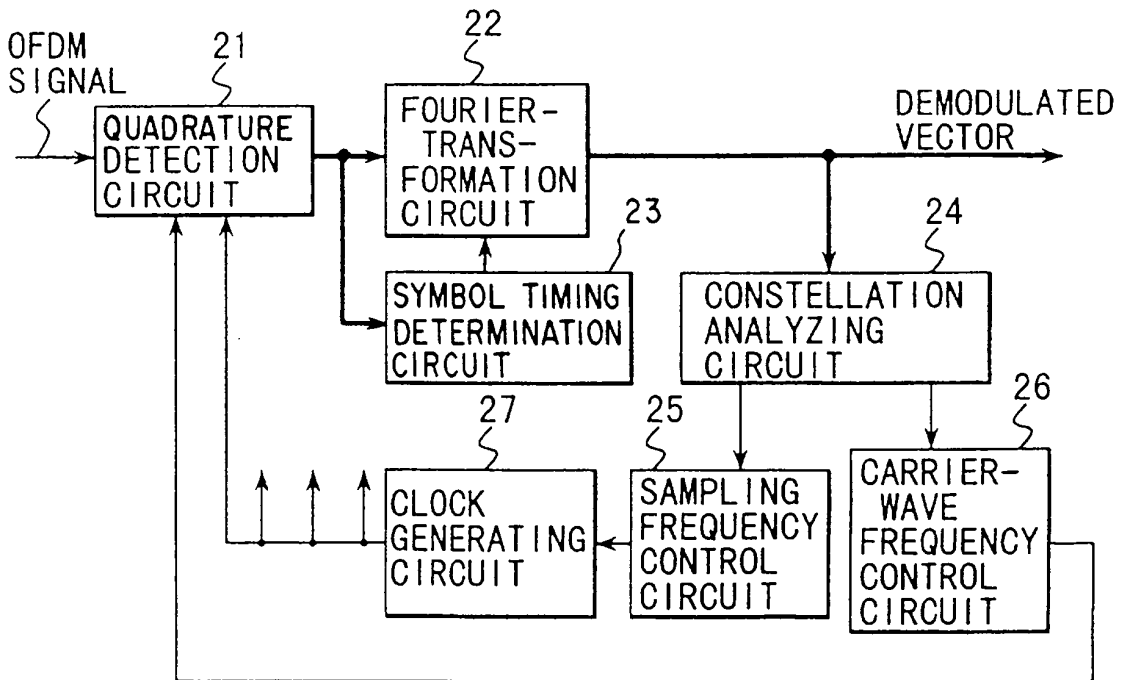 OFDM
SIGNAL
21
QUADRATURE
DETECTION
CIRCUIT
22
FOURIER-
TRANS-
FORMATION
CIRCUIT
DEMODULATED
VECTOR
23
SYMBOL TIMING
DETERMINATION
CIRCUIT
24
CONSTELLATION
ANALYZING
CIRCUIT
27
CLOCK
GENERATING
CIRCUIT
25
SAMPLING
FREQUENCY
CONTROL
CIRCUIT
26
CARRIER-
WAVE
FREQUENCY
CONTROL
CIRCUIT